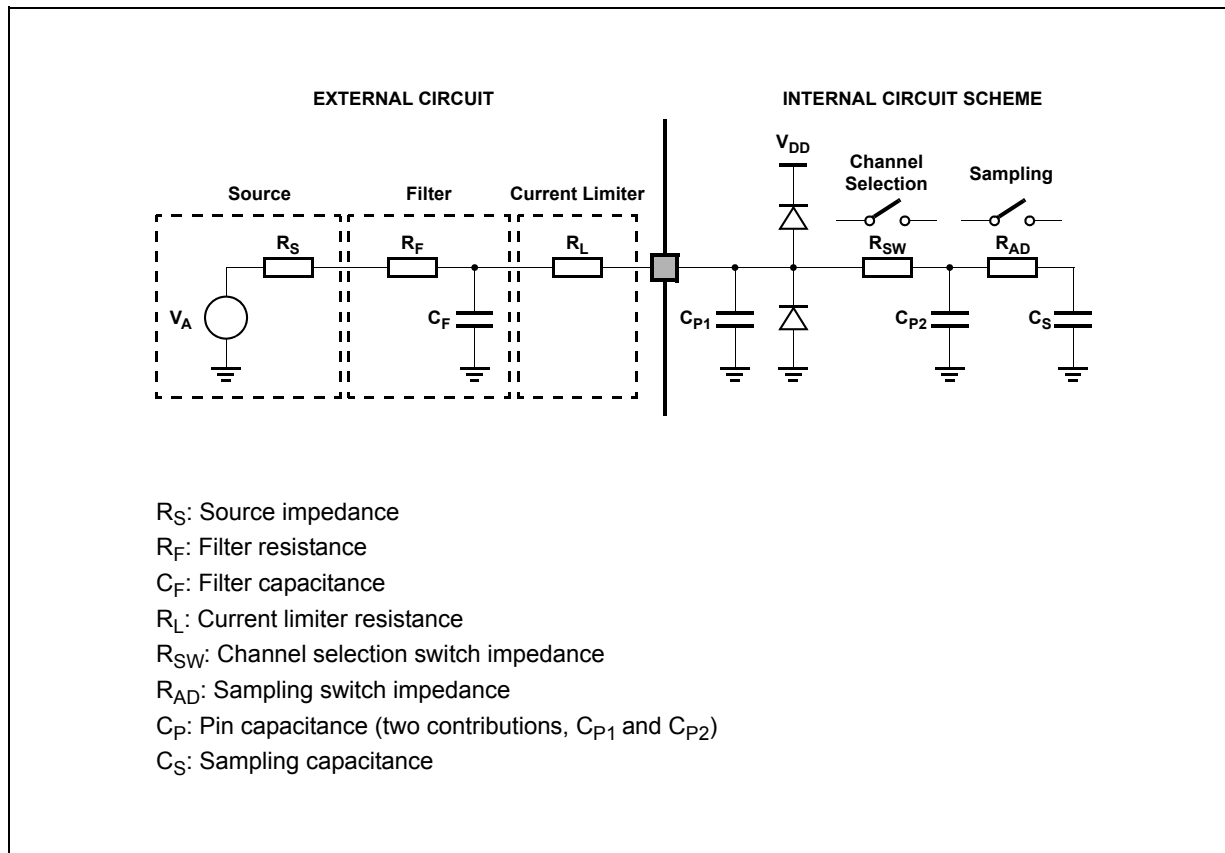 EXTERNAL CIRCUIT
INTERNAL CIRCUIT SCHEME
VDD
Channel
Selection
Sampling
Source
Filter
Current Limiter
RS
RF
RL
RSW
RAD
VA
CF
CP1
CP2
CS
RS: Source impedance
RF: Filter resistance
CF: Filter capacitance
RL: Current limiter resistance
RSW: Channel selection switch impedance
RAD: Sampling switch impedance
CP: Pin capacitance (two contributions, CP1 and CP2)
CS: Sampling capacitance